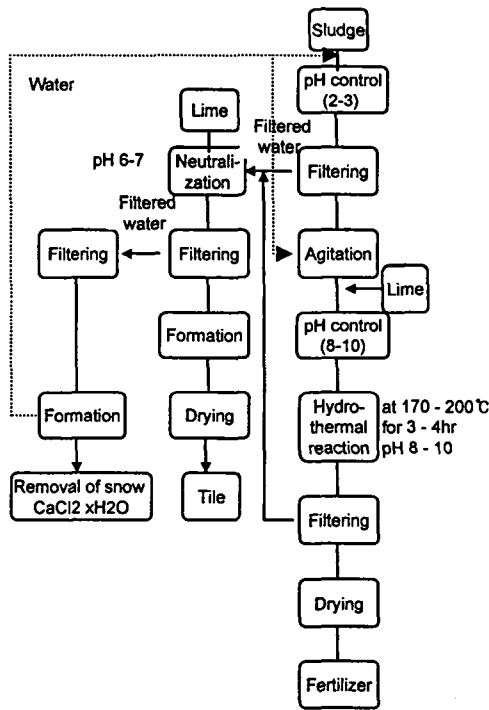 Sludge
Water
pH control
(2-3)
Lime
Filtered
water
pH 6-7
Neutrali-
zation
Filtering
Filtered
water
Filtering
Filtering
Agitation
Lime
Formation
pH control
(8-10)
Formation
Drying
Hydro-
thermal
reaction
at 170 - 200℃
for 3 - 4hr
pH 8 - 10
Removal of snow
CaCl2 xH2O
Tile
Filtering
Drying
Fertilizer